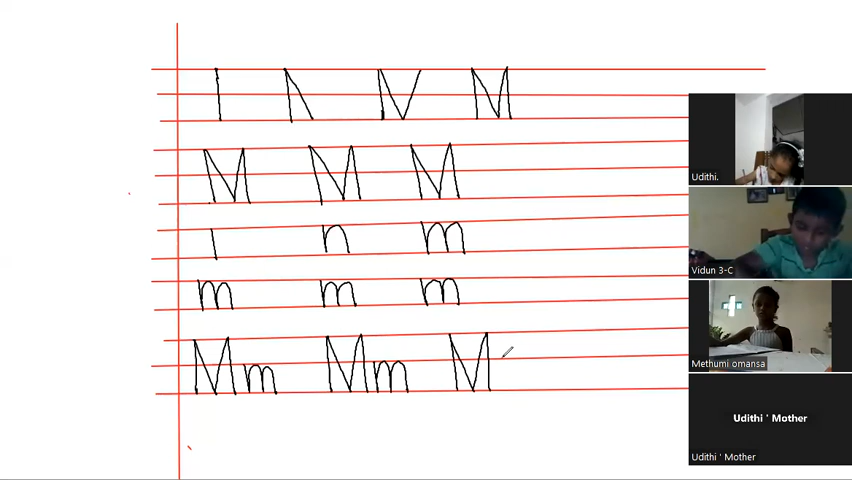 M
M M M
m
m m m
Mm Mm M
Udithi.
Vidun 3-C
Methumi omansa
Udithi ' Mother
Udithi ' Mother